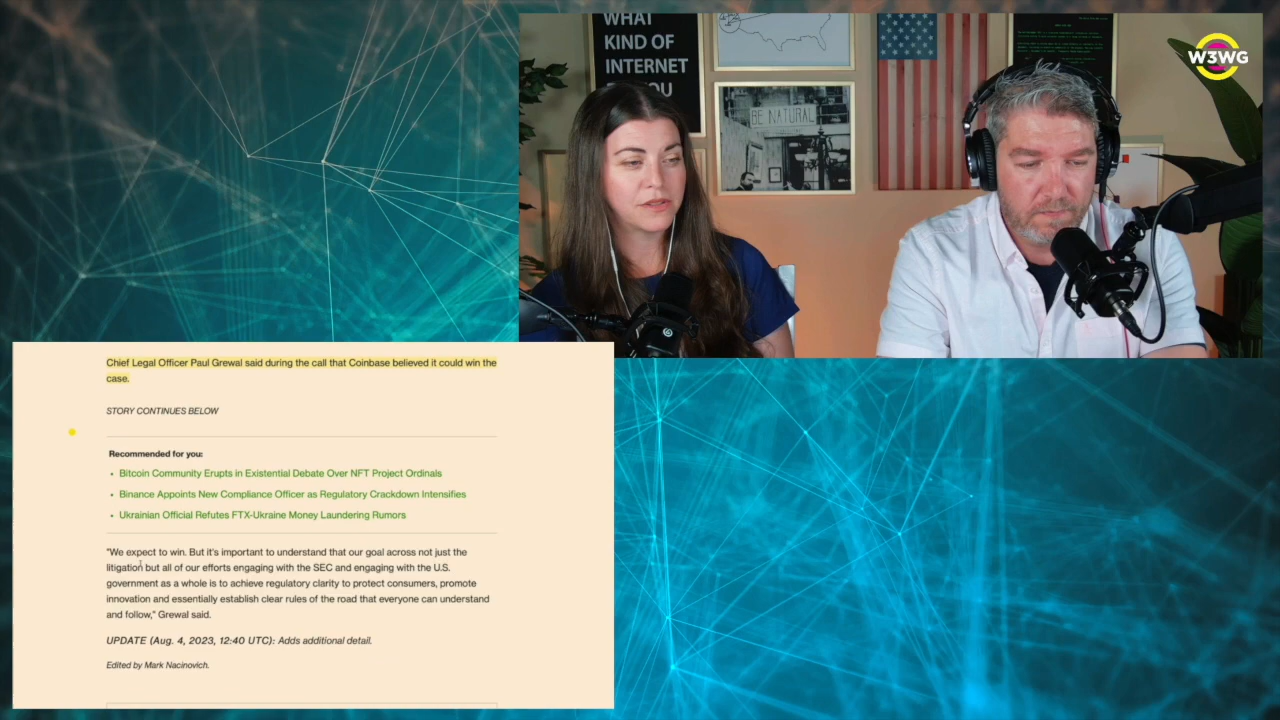 WHAT
KIND OF
INTERNET
YOU
BE NATURAL
W3WG
Chief Legal Officer Paul Grewal said during the call that Coinbase believed it could win the
case.
STORY CONTINUES BELOW
Recommended for you:
• Bitcoin Community Erupts in Existential Debate Over NFT Project Ordinals
• Binance Appoints New Compliance Officer as Regulatory Crackdown Intensifies
• Ukrainian Official Refutes FTX-Ukraine Money Laundering Rumors
"We expect to win. But it's important to understand that our goal across not just the
litigation but all of our efforts engaging with the SEC and engaging with the U.S.
government as a whole is to achieve regulatory clarity to protect consumers, promote
innovation and essentially establish clear rules of the road that everyone can understand
and follow," Grewal said.
UPDATE (Aug. 4, 2023, 12:40 UTC): Adds additional detail.
Edited by Mark Nacinovich.